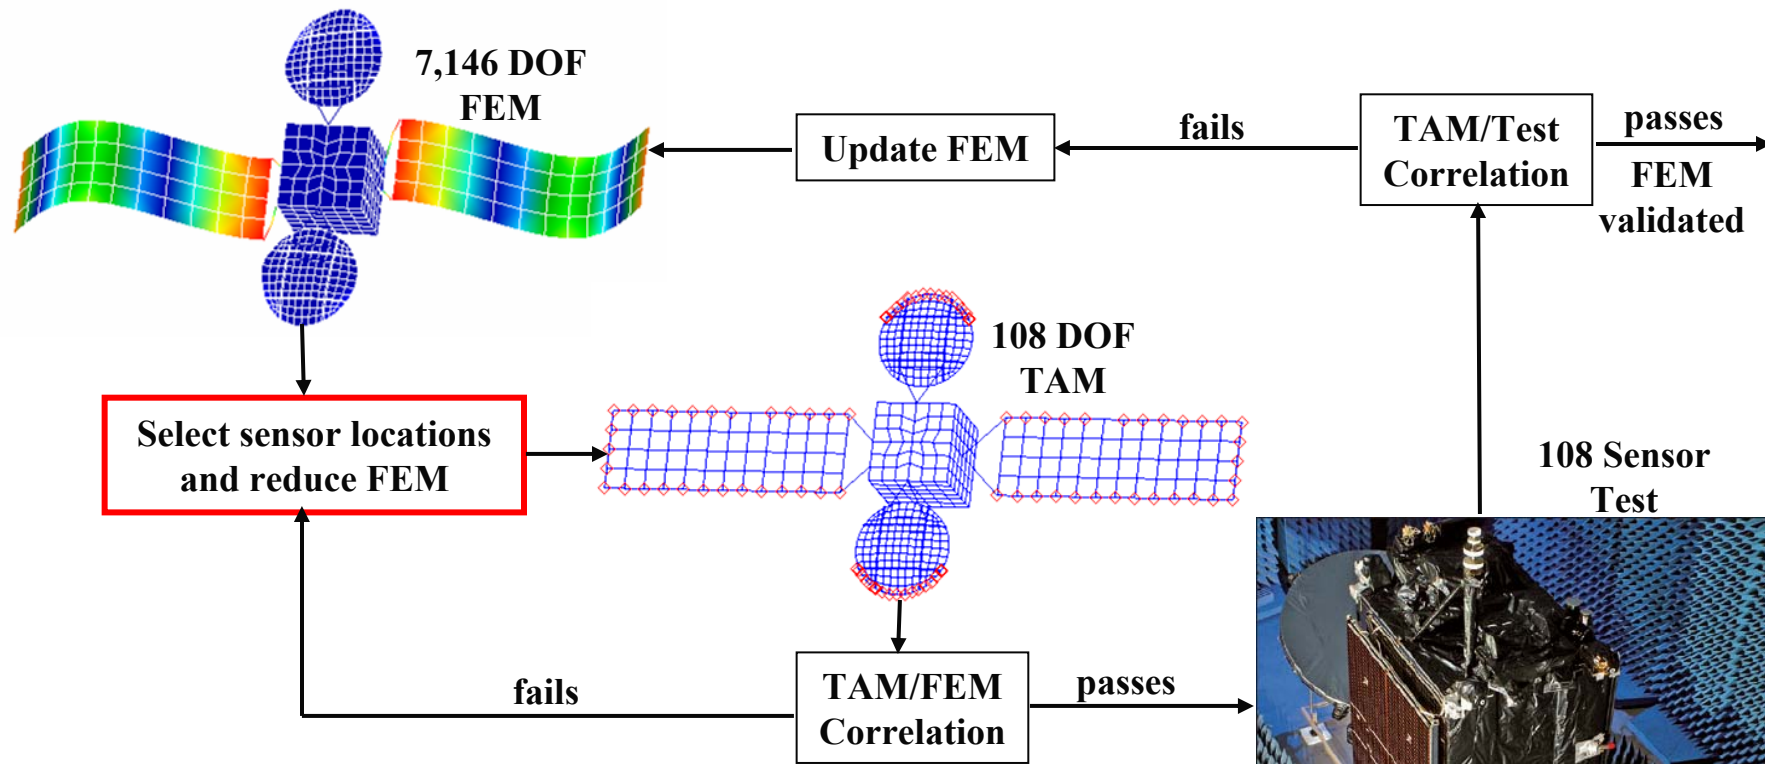 7,146 DOF
FEM
Update FEM
fails
TAM/Test
Correlation
passes
FEM
validated
108 DOF
TAM
Select sensor locations
and reduce FEM
108 Sensor
Test
fails
TAM/FEM
Correlation
passes